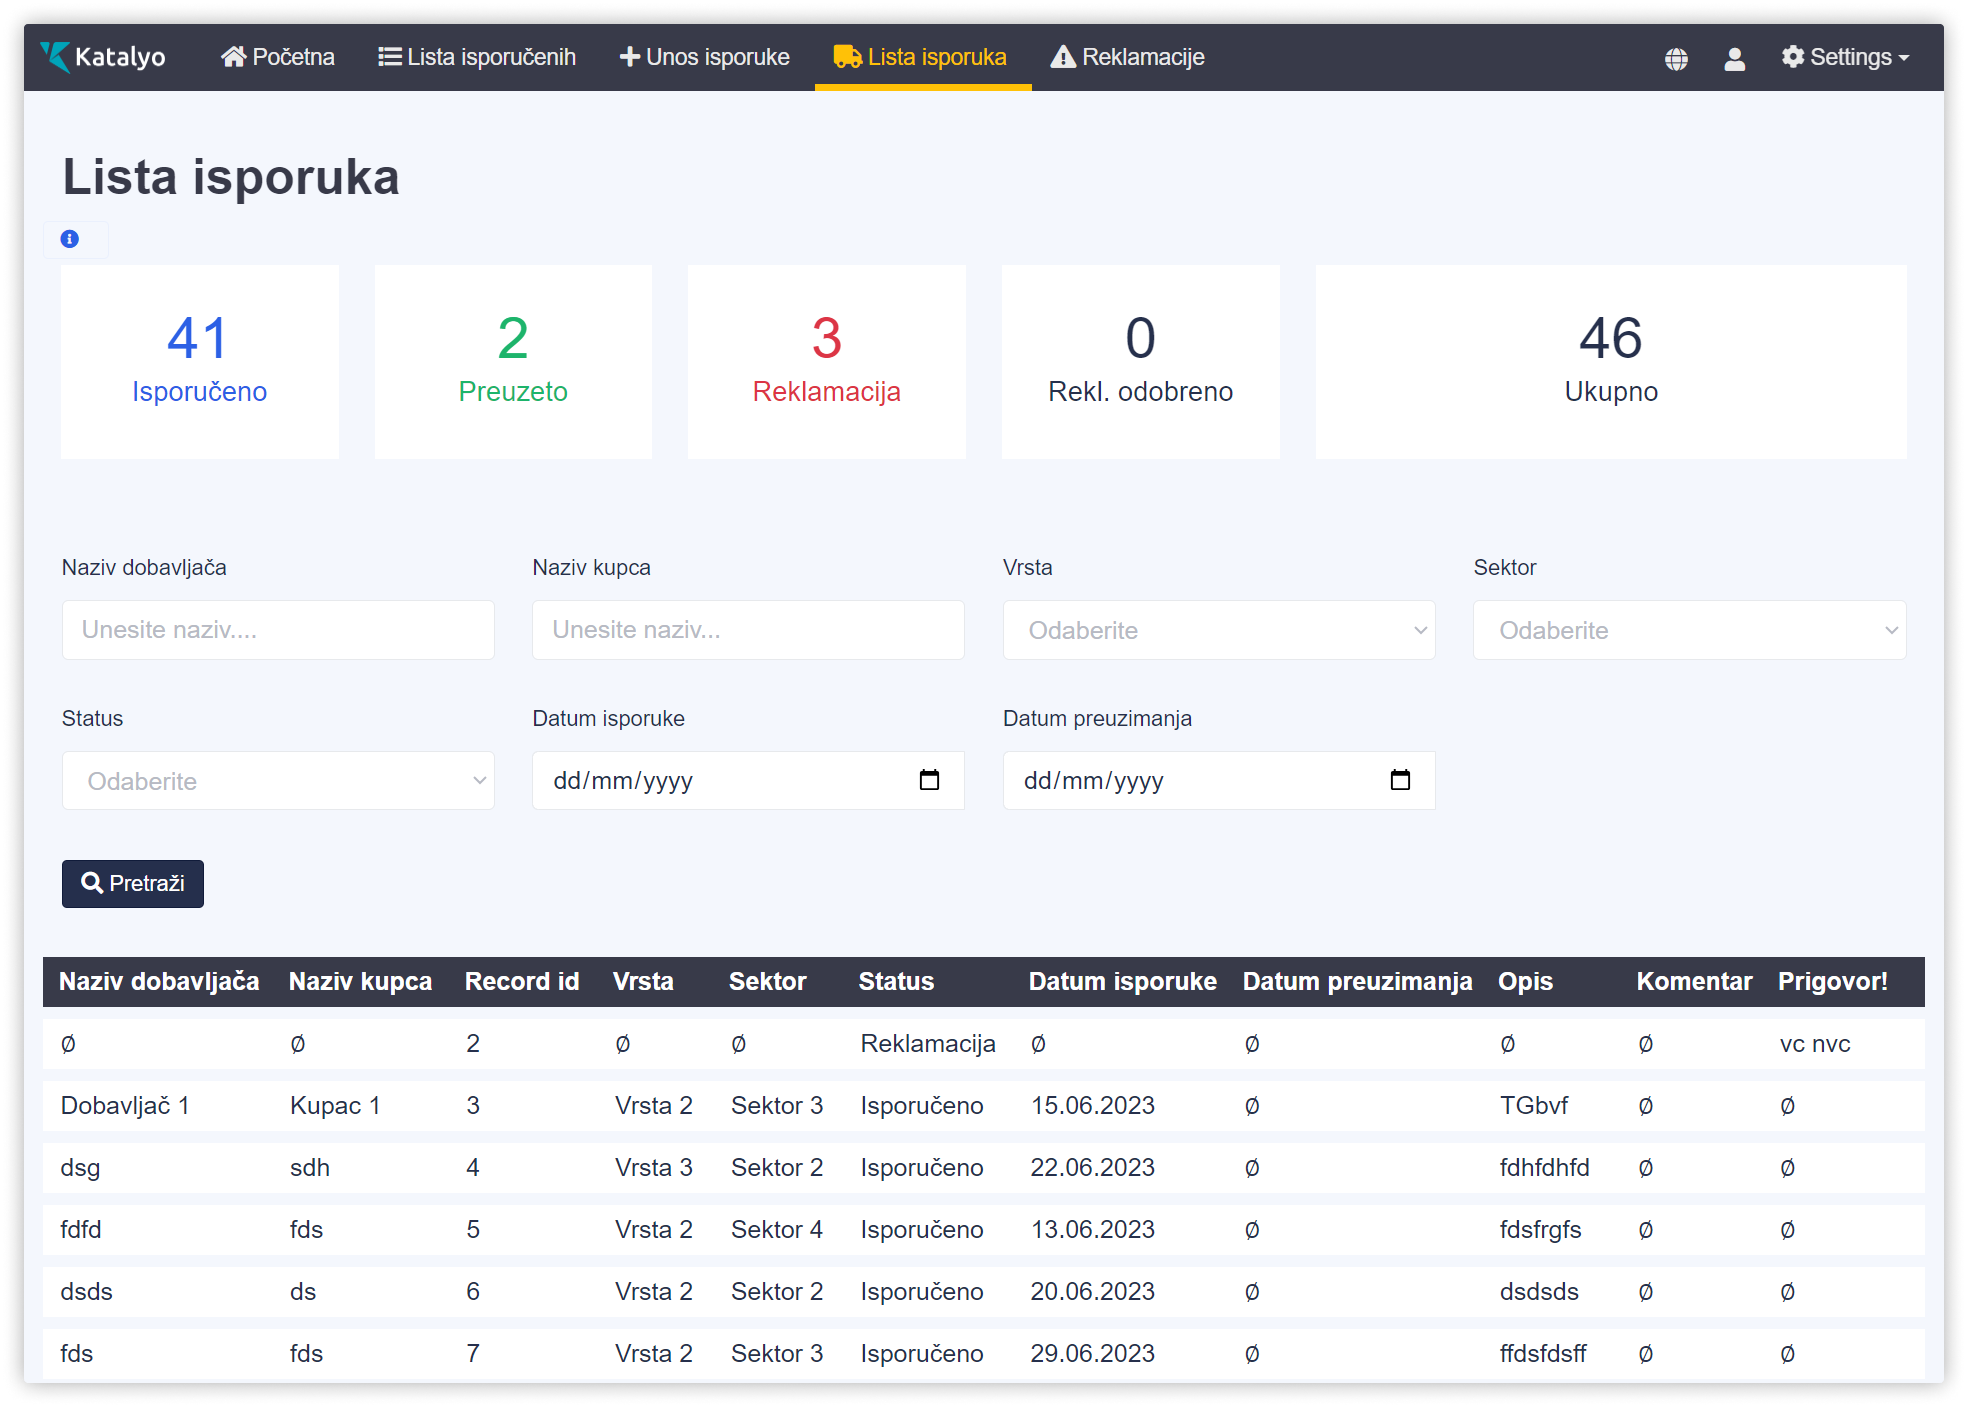 Katalyo Početna Lista isporučenih Unos isporuke Lista isporuka Reklamacije Settings
Lista isporuka
41 2 3 0 46
Isporučeno Preuzeto Reklamacija Rekl. odobreno Ukupno
Naziv dobavljača Naziv kupca Vrsta Sektor
Unesite naziv.... Unesite naziv... Odaberite Odaberite
Status Datum isporuke Datum preuzimanja
Odaberite dd/mm/yyyy dd/mm/yyyy
Pretraži
Naziv dobavljača Naziv kupca Record id Vrsta Sektor Status Datum isporuke Datum preuzimanja Opis Komentar Prigovor!
Ø Ø 2 Ø Ø Reklamacija Ø Ø Ø Ø vc nvc
Dobavljač 1 Kupac 1 3 Vrsta 2 Sektor 3 Isporučeno 15.06.2023 Ø TGbvf Ø Ø
dsg sdh 4 Vrsta 3 Sektor 2 Isporučeno 22.06.2023 Ø fdhfdhfd Ø Ø
fdfd fds 5 Vrsta 2 Sektor 4 Isporučeno 13.06.2023 Ø fdsfrgfs Ø Ø
dsds ds 6 Vrsta 2 Sektor 2 Isporučeno 20.06.2023 Ø dsdsds Ø Ø
fds fds 7 Vrsta 2 Sektor 3 Isporučeno 29.06.2023 Ø ffdsfdsff Ø Ø